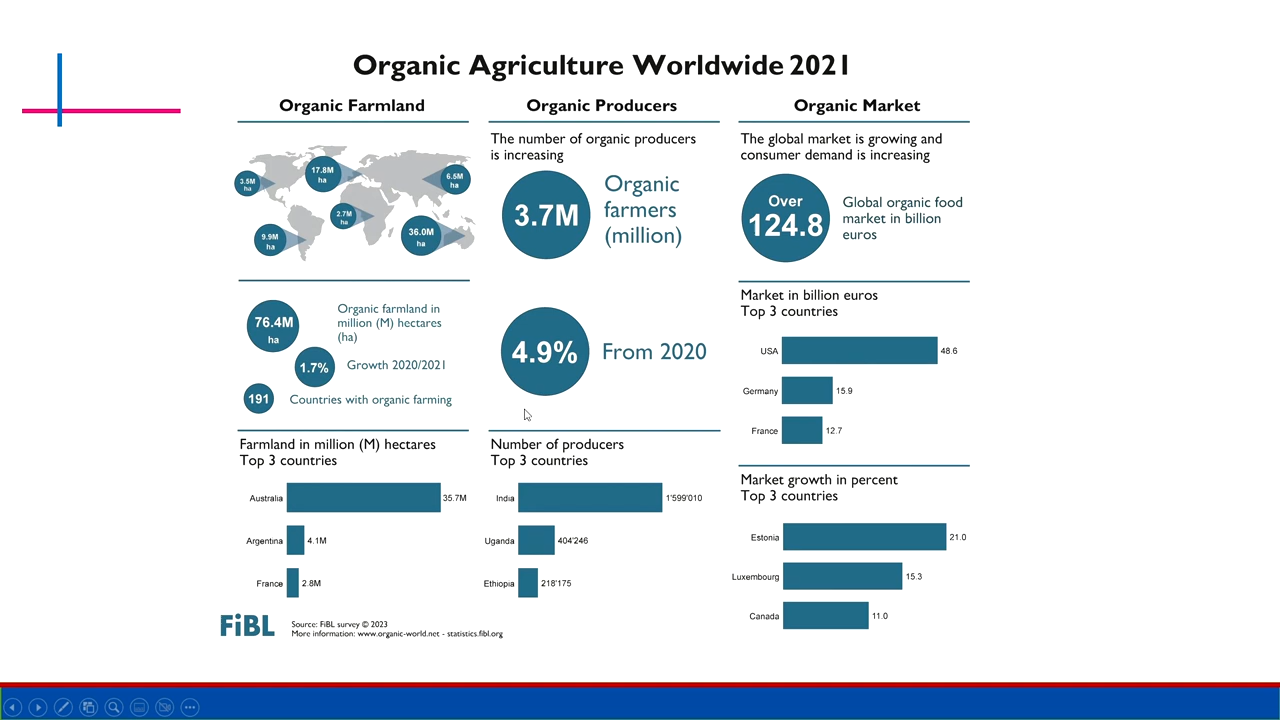 Organic Agriculture Worldwide 2021
Organic Farmland
3.5M
ha
17.8M
ha
6.5M
ha
2.7M
ha
9.9M
ha
36.0M
ha
76.4M
ha
Organic farmland in
million (M) hectares
(ha)
1.7%
Growth 2020/2021
191
Countries with organic farming
Farmland in million (M) hectares
Top 3 countries
Australia 35.7M
Argentina 4.1M
France 2.8M
Organic Producers
The number of organic producers
is increasing
3.7M
Organic
farmers
(million)
4.9%
From 2020
Number of producers
Top 3 countries
India 1'599'010
Uganda 404'246
Ethiopia 218'175
Organic Market
The global market is growing and
consumer demand is increasing
Over
124.8
Global organic food
market in billion
euros
Market in billion euros
Top 3 countries
USA 48.6
Germany 15.9
France 12.7
Market growth in percent
Top 3 countries
Estonia 21.0
Luxembourg 15.3
Canada 11.0
FiBL
Source: FiBL survey © 2023
More information: www.organic-world.net - statistics.fibl.org